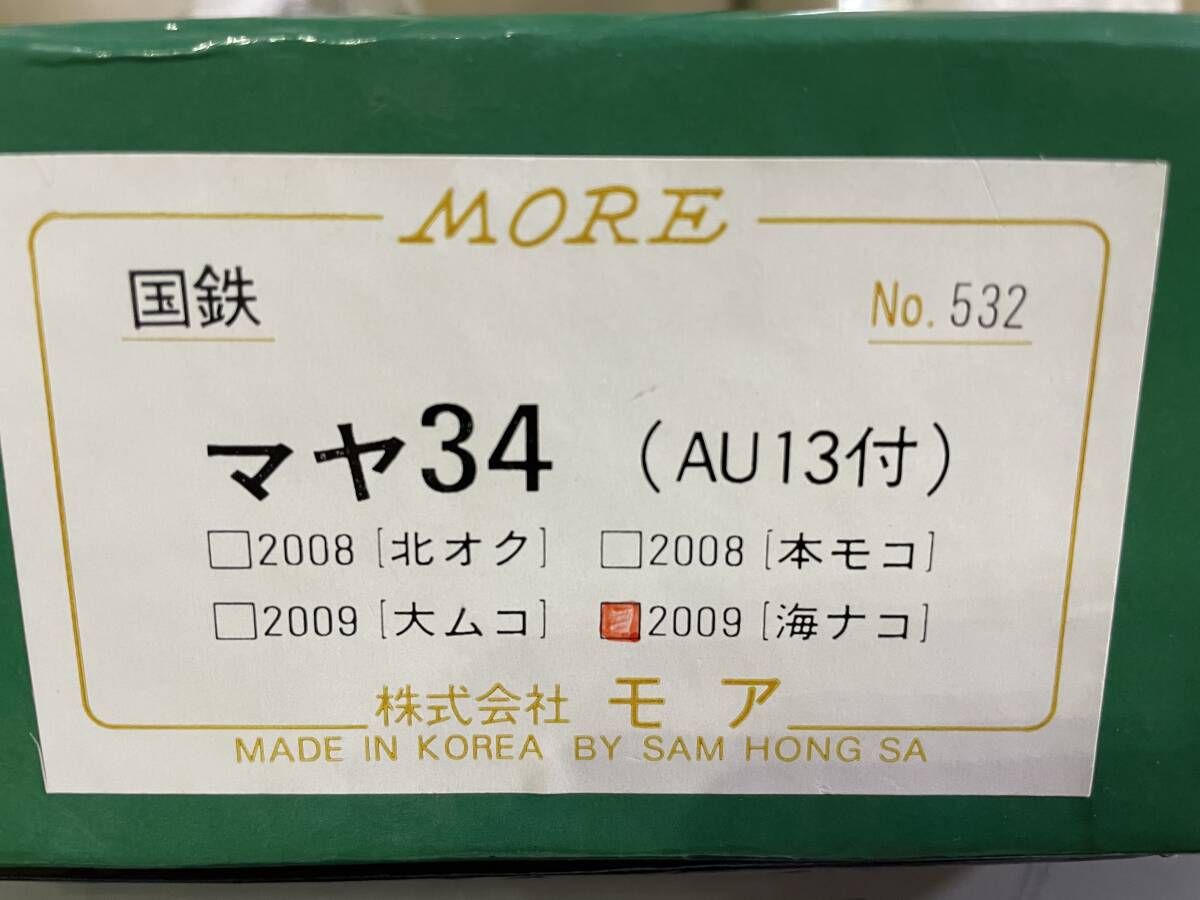 MORE
国鉄 No. 532
マヤ34 (AU13付)
□2008 [北オク] □2008 [本モコ]
□2009 [大ムコ] ■2009 [海ナコ]
株式会社 モア
MADE IN KOREA BY SAM HONG SA